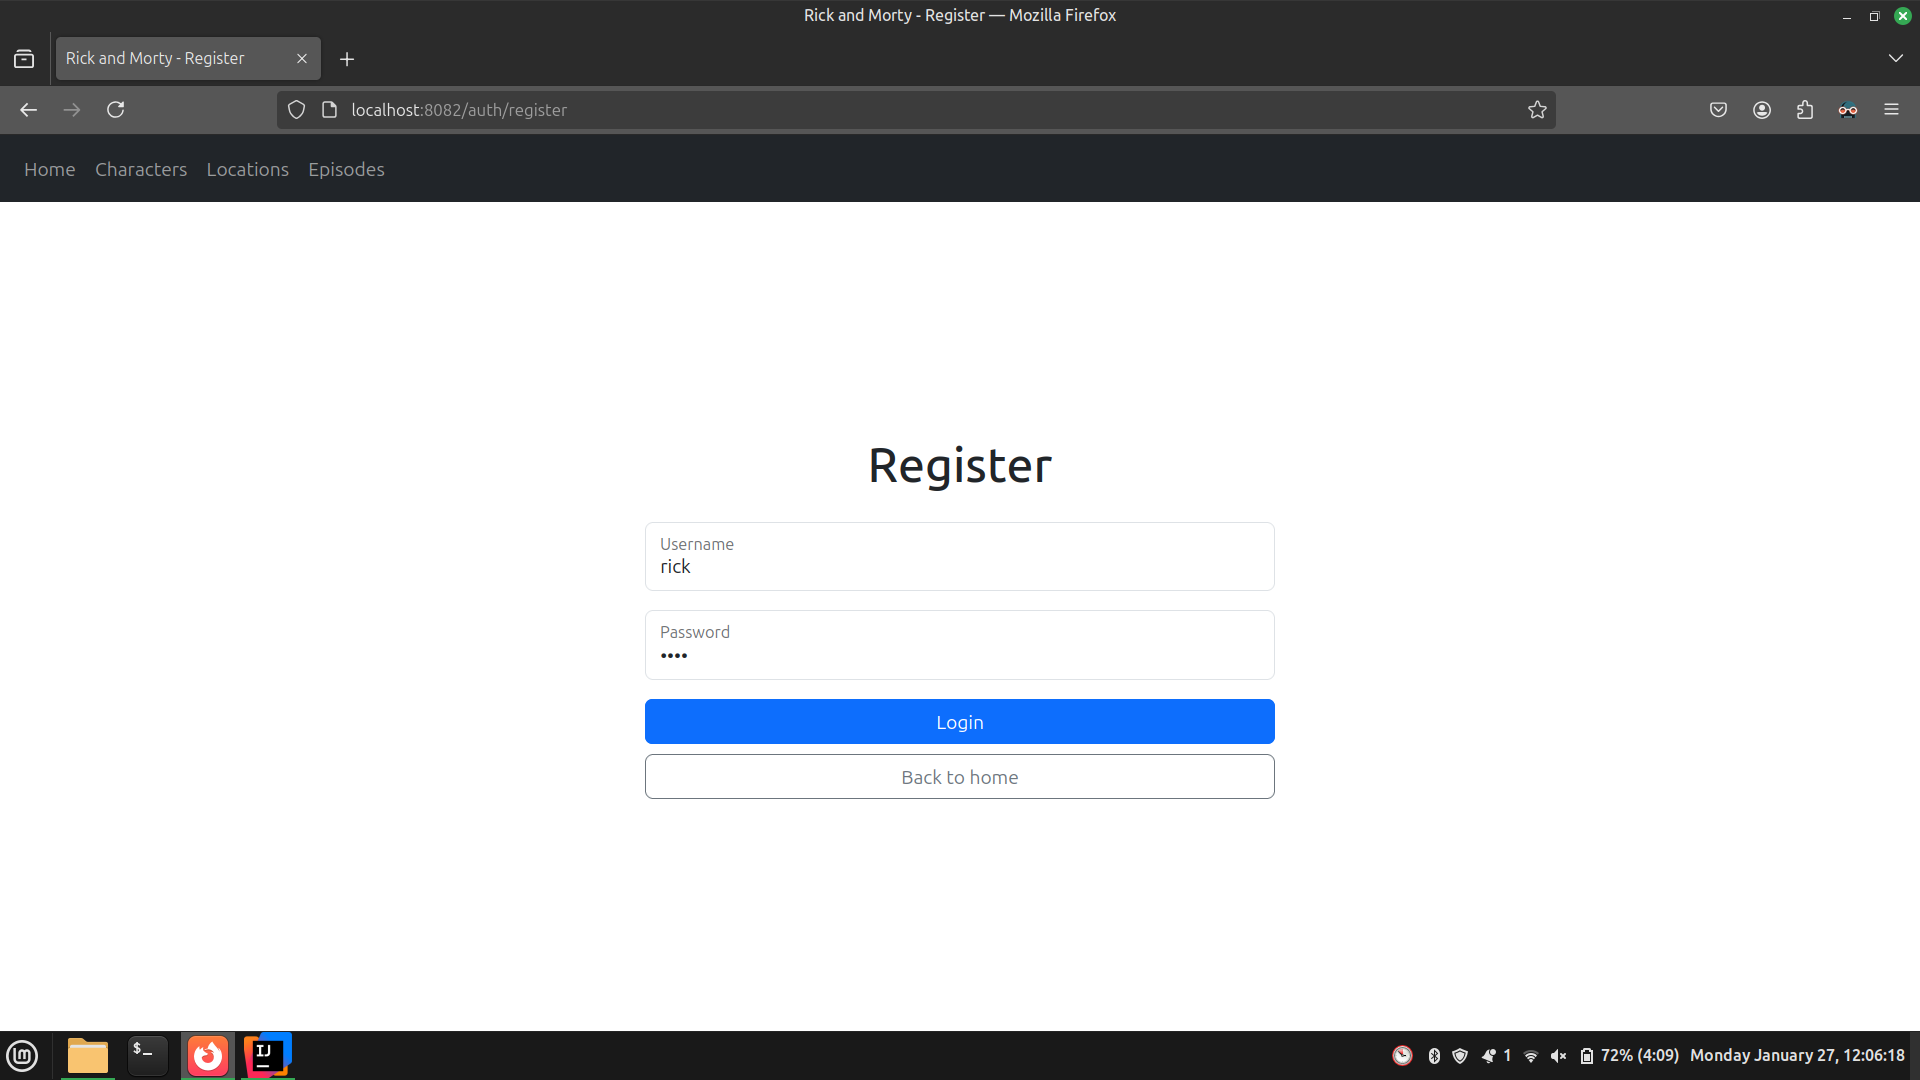 Rick and Morty - Register — Mozilla Firefox
Rick and Morty - Register
localhost:8082/auth/register
Home Characters Locations Episodes
Register
Username
rick
Password
••••
Login
Back to home
$_
IJ
1 72% (4:09) Monday January 27, 12:06:18